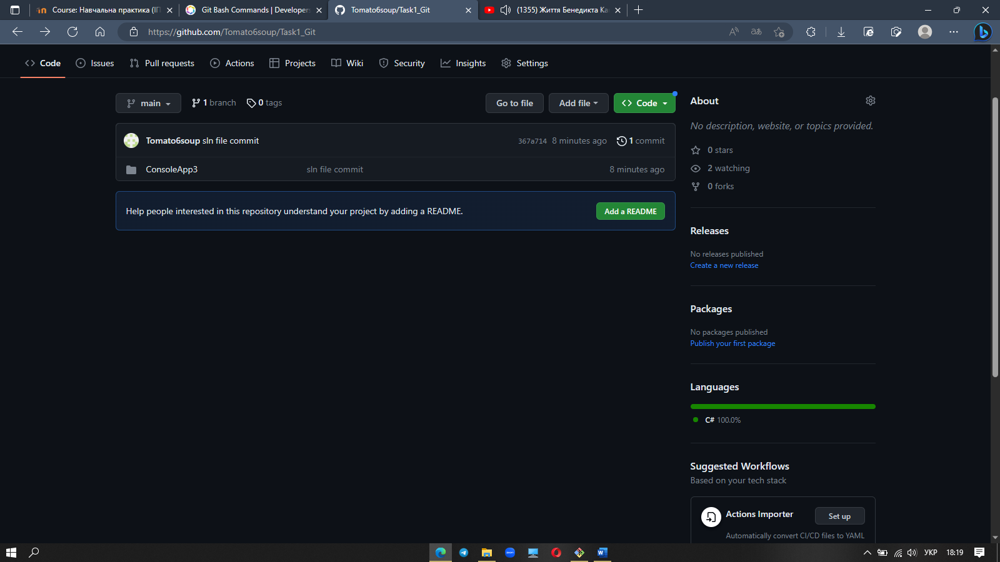 Course: Навчальна практика (ІП
Git Bash Commands | Developers
Tomato6soup/Task1_Git
(1355) Життя Бенедикта Ка
https://github.com/Tomato6soup/Task1_Git
Code
Issues
Pull requests
Actions
Projects
Wiki
Security
Insights
Settings
main
1 branch
0 tags
Go to file
Add file
Code
Tomato6soup sln file commit
367a714 8 minutes ago
1 commit
ConsoleApp3
sln file commit
8 minutes ago
Help people interested in this repository understand your project by adding a README.
Add a README
About
No description, website, or topics provided.
0 stars
2 watching
0 forks
Releases
No releases published
Create a new release
Packages
No packages published
Publish your first package
Languages
C# 100.0%
Suggested Workflows
Based on your tech stack
Actions Importer
Set up
Automatically convert CI/CD files to YAML
УКР
18:19